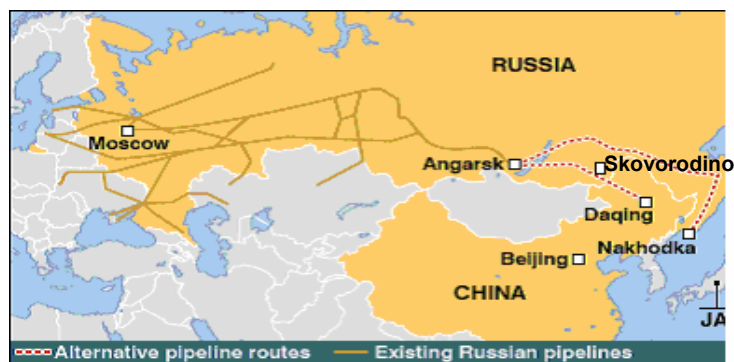 RUSSIA
Moscow
Angarsk
Skovorodino
Daqing
Nakhodka
Beijing
CHINA
JA
Alternative pipeline routes
Existing Russian pipelines